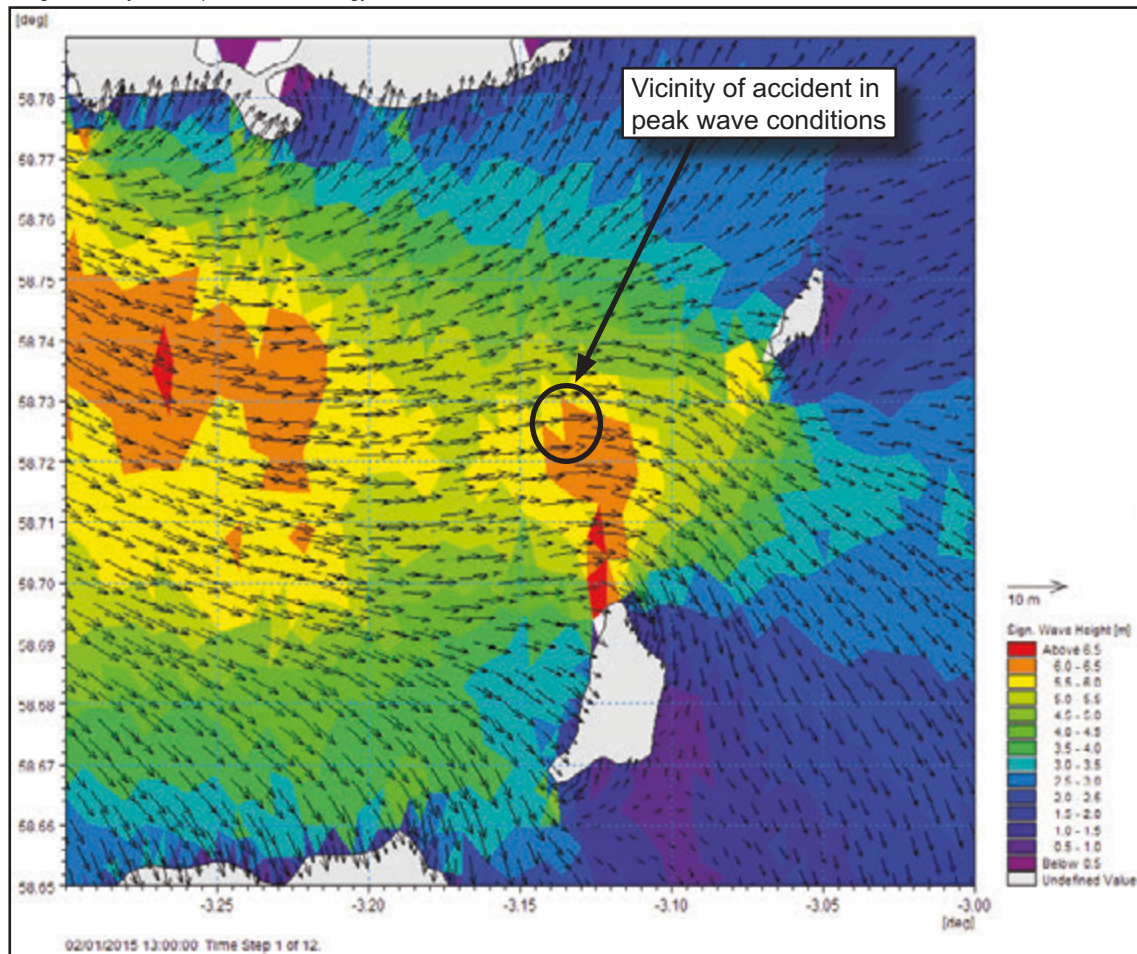 [deg]
58.78
Vicinity of accident in
peak wave conditions
58.77
58.76
58.75
58.74
58.73
58.72
58.71
58.70
58.69
58.68
58.67
58.66
58.65
-3.25
-3.20
-3.15
-3.10
-3.05
-3.00
[deg]
02/01/2015 13:00:00 Time Step 1 of 12.
10 m
Sign. Wave Height [m]
Above 6.5
6.0 - 6.5
5.5 - 6.0
5.0 - 5.5
4.5 - 5.0
4.0 - 4.5
3.5 - 4.0
3.0 - 3.5
2.5 - 3.0
2.0 - 2.5
1.5 - 2.0
1.0 - 1.5
0.5 - 1.0
Below 0.5
Undefined Value